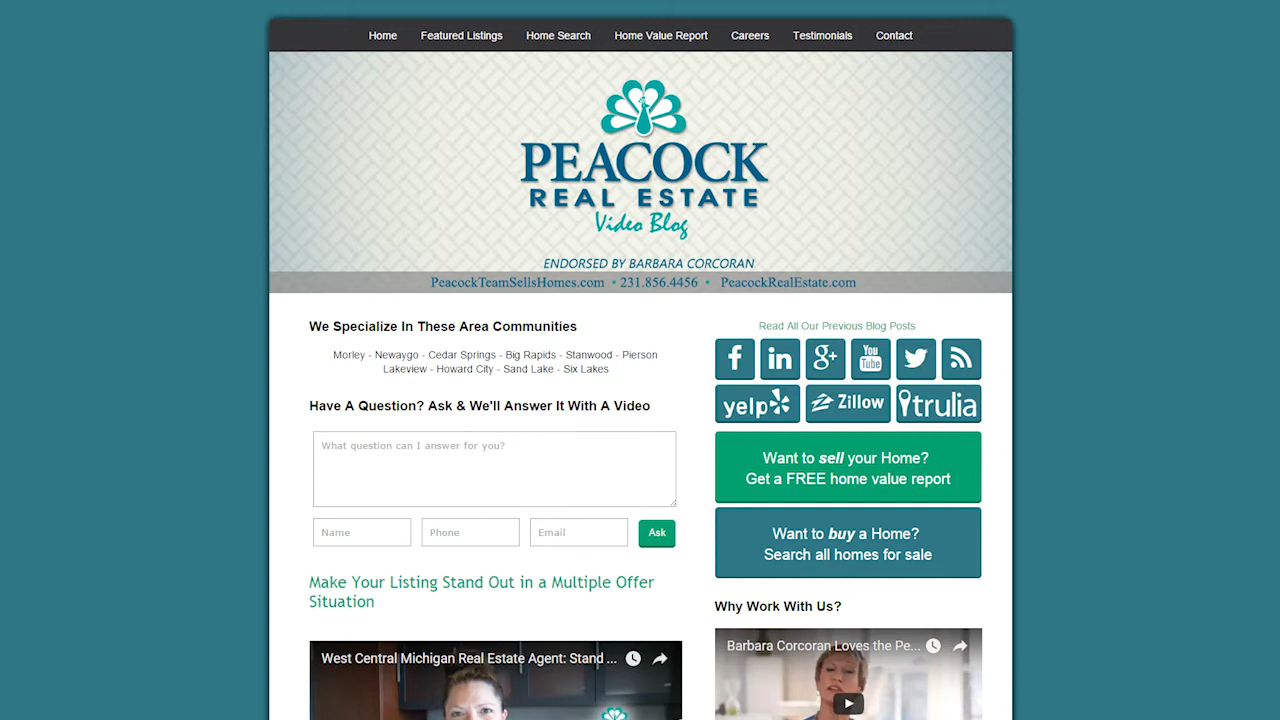 Home Featured Listings Home Search Home Value Report Careers Testimonials Contact
PEACOCK
REAL ESTATE
Video Blog
ENDORSED BY BARBARA CORCORAN
PeacockTeamSellsHomes.com • 231.856.4456 • PeacockRealEstate.com
We Specialize In These Area Communities
Morley - Newaygo - Cedar Springs - Big Rapids - Stanwood - Pierson
Lakeview - Howard City - Sand Lake - Six Lakes
Have A Question? Ask & We'll Answer It With A Video
What question can I answer for you?
Name Phone Email Ask
Make Your Listing Stand Out in a Multiple Offer
Situation
West Central Michigan Real Estate Agent: Stand ...
Read All Our Previous Blog Posts
f in g+ You Tube
yelp Zillow trulia
Want to sell your Home?
Get a FREE home value report
Want to buy a Home?
Search all homes for sale
Why Work With Us?
Barbara Corcoran Loves the Pe...